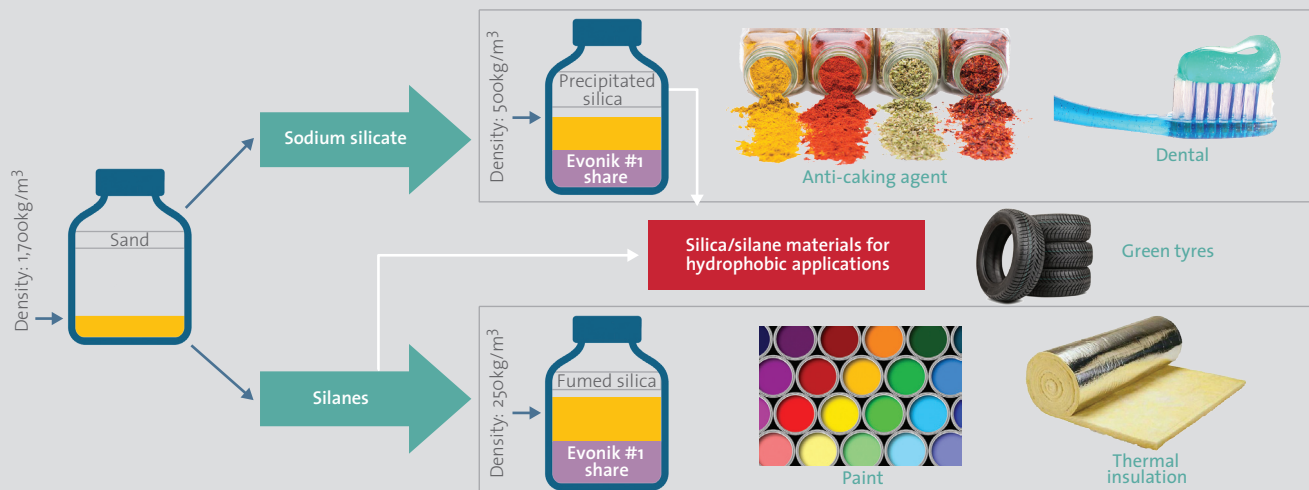 Density: 1,700kg/m³
Sand
Sodium silicate
Silanes
Density: 500kg/m³
Precipitated
silica
Evonik #1
share
Anti-caking agent
Dental
Silica/silane materials for
hydrophobic applications
Green tyres
Density: 250kg/m³
Fumed silica
Evonik #1
share
Paint
Thermal
insulation